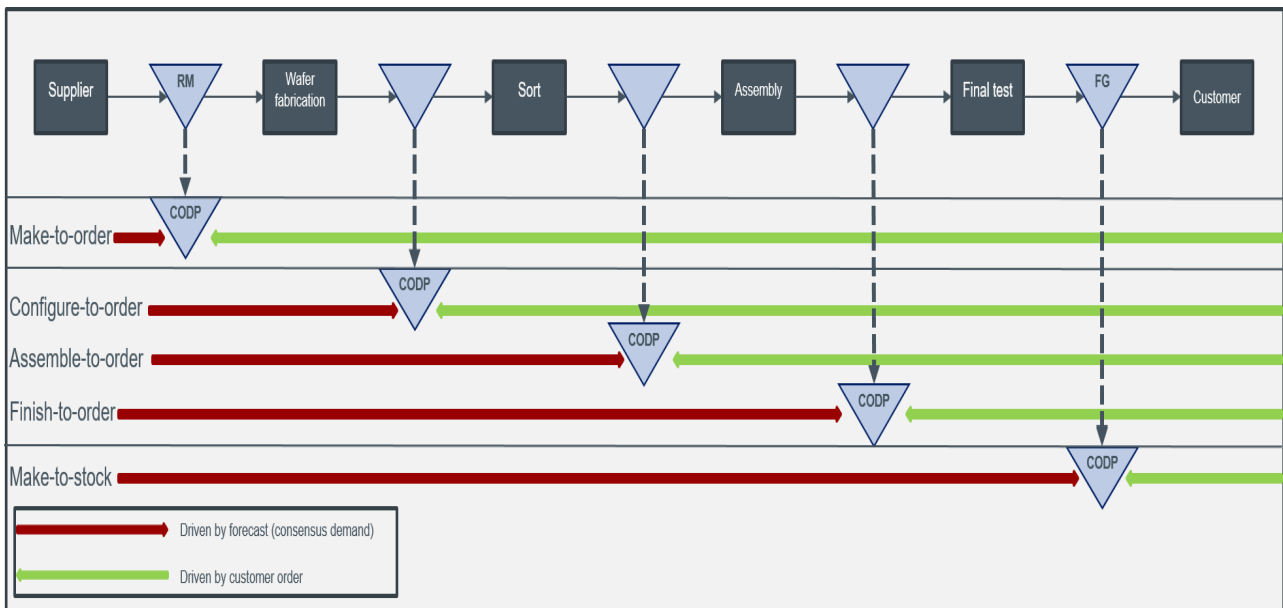 Supplier
RM
Wafer
fabrication
Sort
Assembly
Final test
FG
Customer
CODP
Make-to-order
CODP
Configure-to-order
CODP
Assemble-to-order
CODP
Finish-to-order
CODP
Make-to-stock
Driven by forecast (consensus demand)
Driven by customer order